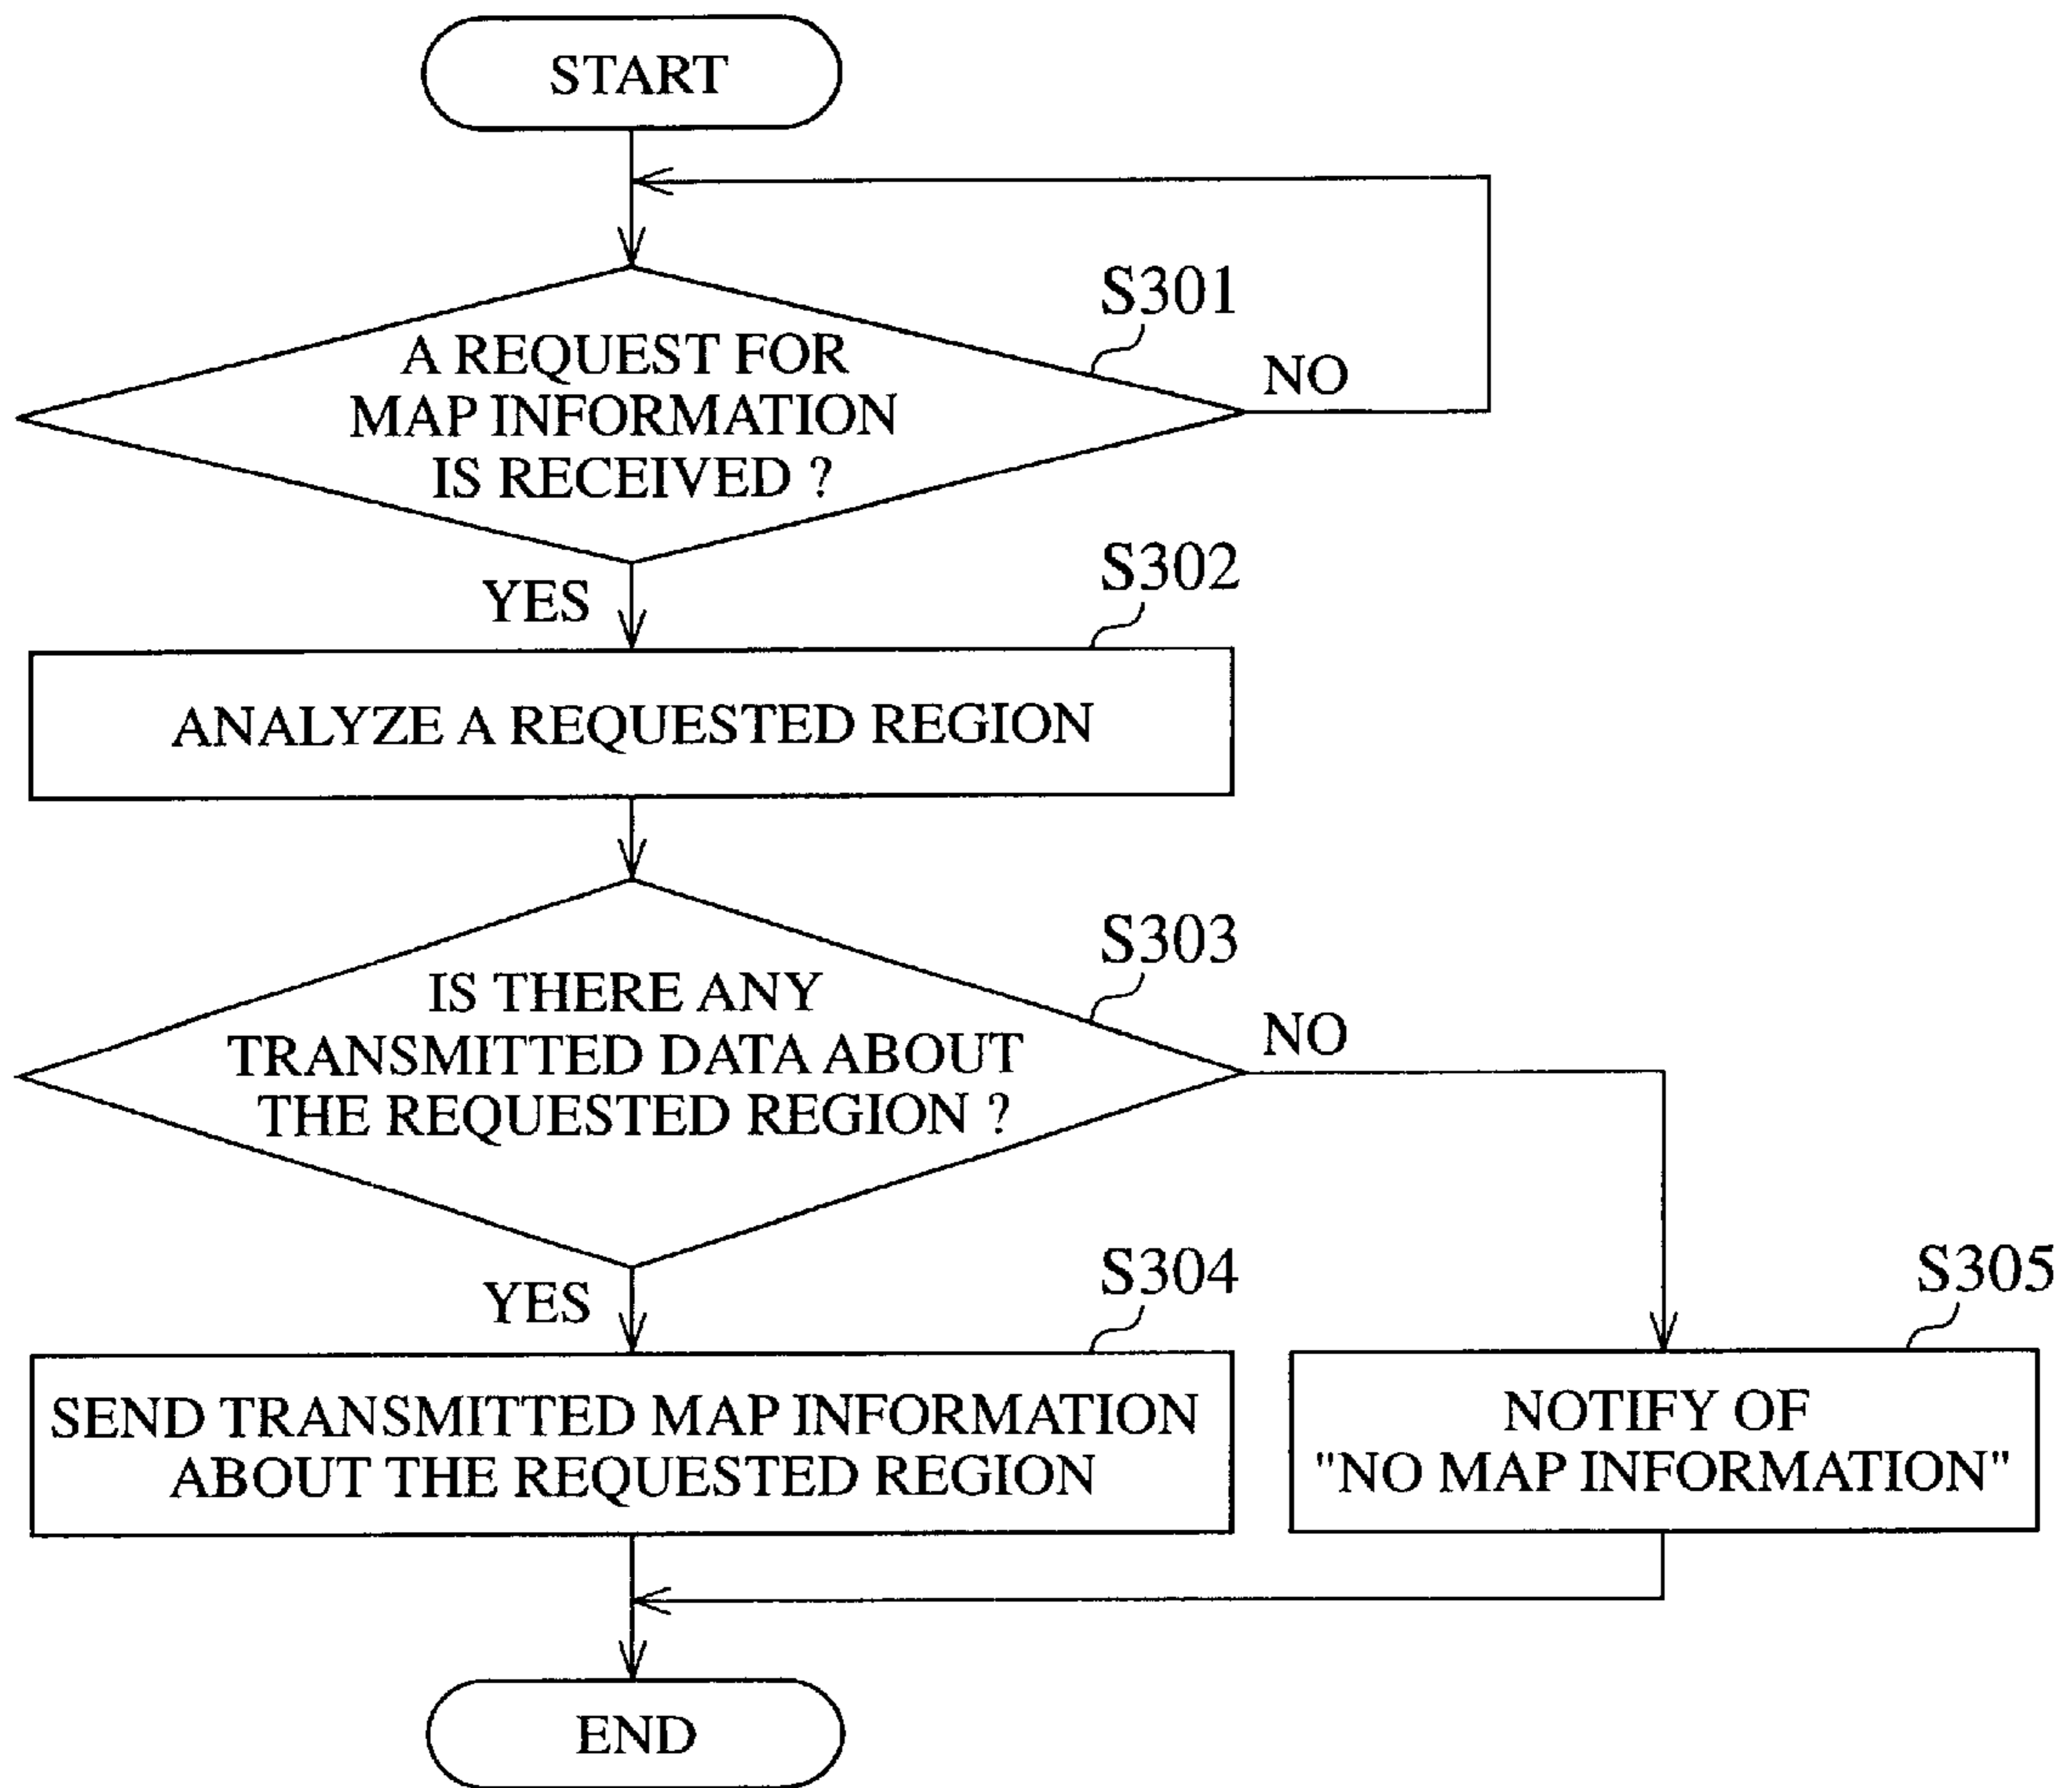 START
S301
A REQUEST FOR
MAP INFORMATION
IS RECEIVED ?
NO
YES
S302
ANALYZE A REQUESTED REGION
S303
IS THERE ANY
TRANSMITTED DATA ABOUT
THE REQUESTED REGION ?
NO
YES
S304
SEND TRANSMITTED MAP INFORMATION
ABOUT THE REQUESTED REGION
S305
NOTIFY OF
"NO MAP INFORMATION"
END